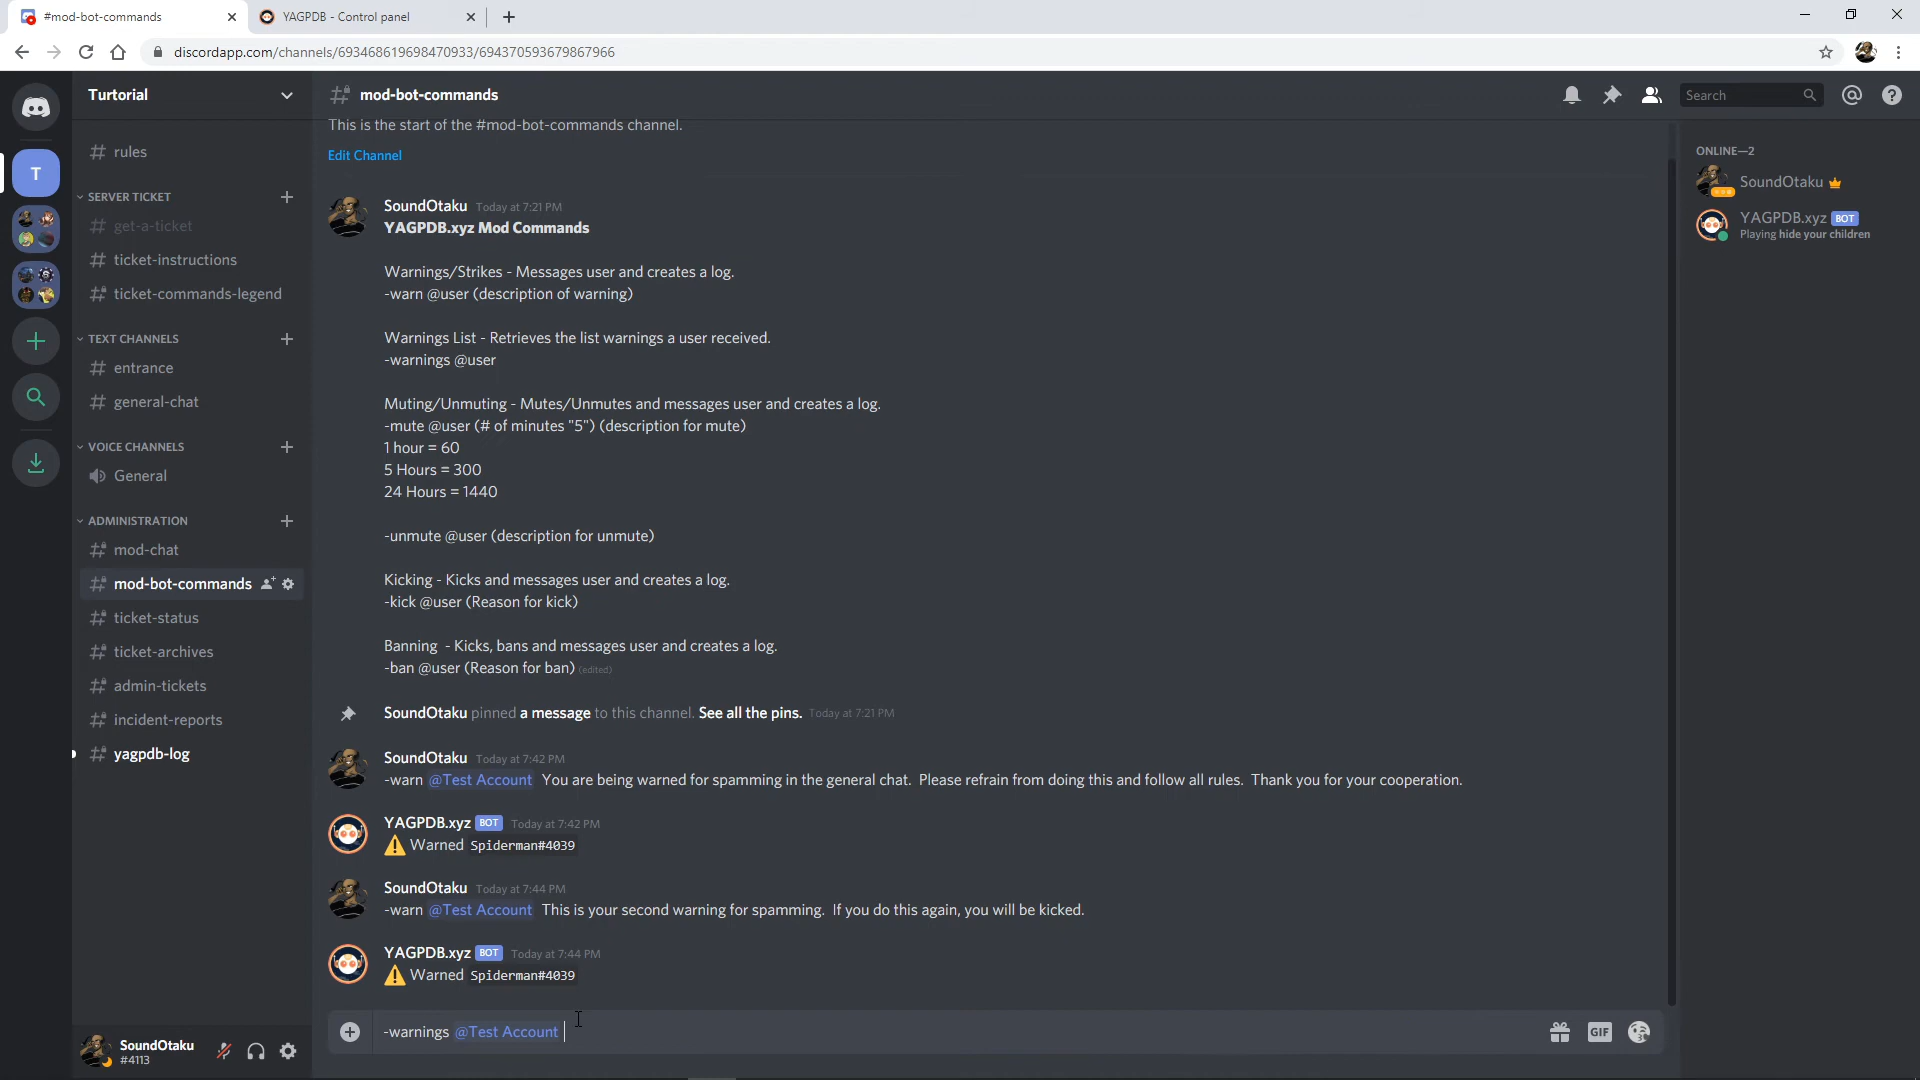 #mod-bot-commands
YAGPDB - Control panel
discordapp.com/channels/693468619698470933/694370593679867966
Turtorial
mod-bot-commands
Search
rules
SERVER TICKET
get-a-ticket
ticket-instructions
ticket-commands-legend
TEXT CHANNELS
entrance
general-chat
VOICE CHANNELS
General
ADMINISTRATION
mod-chat
mod-bot-commands
ticket-status
ticket-archives
admin-tickets
incident-reports
yagpdb-log
SoundOtaku
#4113
T
This is the start of the #mod-bot-commands channel.
Edit Channel
SoundOtaku Today at 7:21 PM
YAGPDB.xyz Mod Commands
Warnings/Strikes - Messages user and creates a log.
-warn @user (description of warning)
Warnings List - Retrieves the list warnings a user received.
-warnings @user
Muting/Unmuting - Mutes/Unmutes and messages user and creates a log.
-mute @user (# of minutes "5") (description for mute)
1 hour = 60
5 Hours = 300
24 Hours = 1440
-unmute @user (description for unmute)
Kicking - Kicks and messages user and creates a log.
-kick @user (Reason for kick)
Banning - Kicks, bans and messages user and creates a log.
-ban @user (Reason for ban) (edited)
SoundOtaku pinned a message to this channel. See all the pins. Today at 7:21 PM
SoundOtaku Today at 7:42 PM
-warn @Test Account You are being warned for spamming in the general chat. Please refrain from doing this and follow all rules. Thank you for your cooperation.
YAGPDB.xyz BOT Today at 7:42 PM
Warned Spiderman#4039
SoundOtaku Today at 7:44 PM
-warn @Test Account This is your second warning for spamming. If you do this again, you will be kicked.
YAGPDB.xyz BOT Today at 7:44 PM
Warned Spiderman#4039
-warnings @Test Account
GIF
ONLINE—2
SoundOtaku
YAGPDB.xyz BOT
Playing hide your children